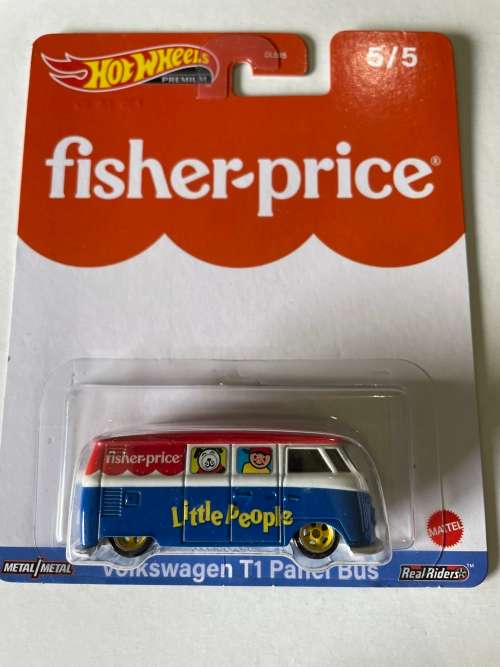 HOT WHEELS
PREMIUM
5/5
fisher-price®
fisher-price
Little People
MATTEL
METAL/METAL
Volkswagen T1 Panel Bus
Real Riders™